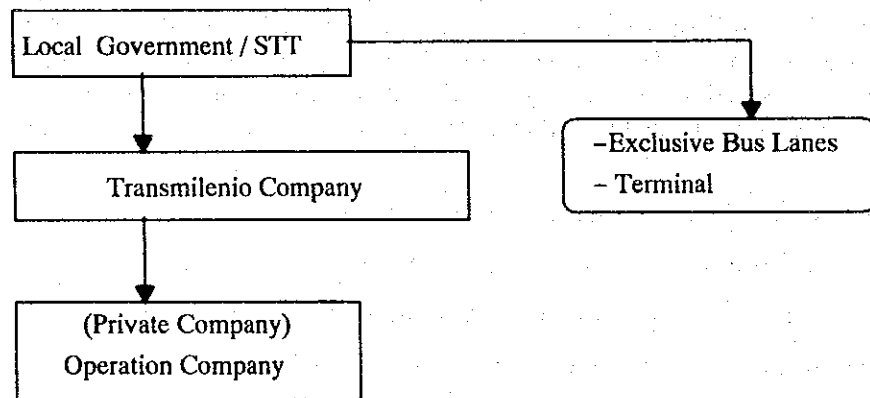 Local Government / STT
–Exclusive Bus Lanes
– Terminal
Transmilenio Company
(Private Company)
Operation Company